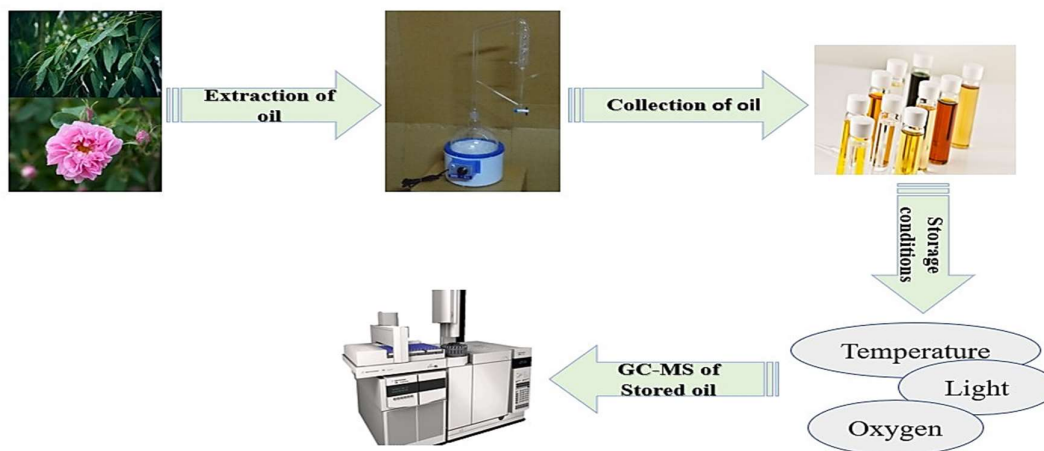 Extraction of
oil
Collection of oil
Storage
conditions
Temperature
Light
Oxygen
GC-MS of
Stored oil